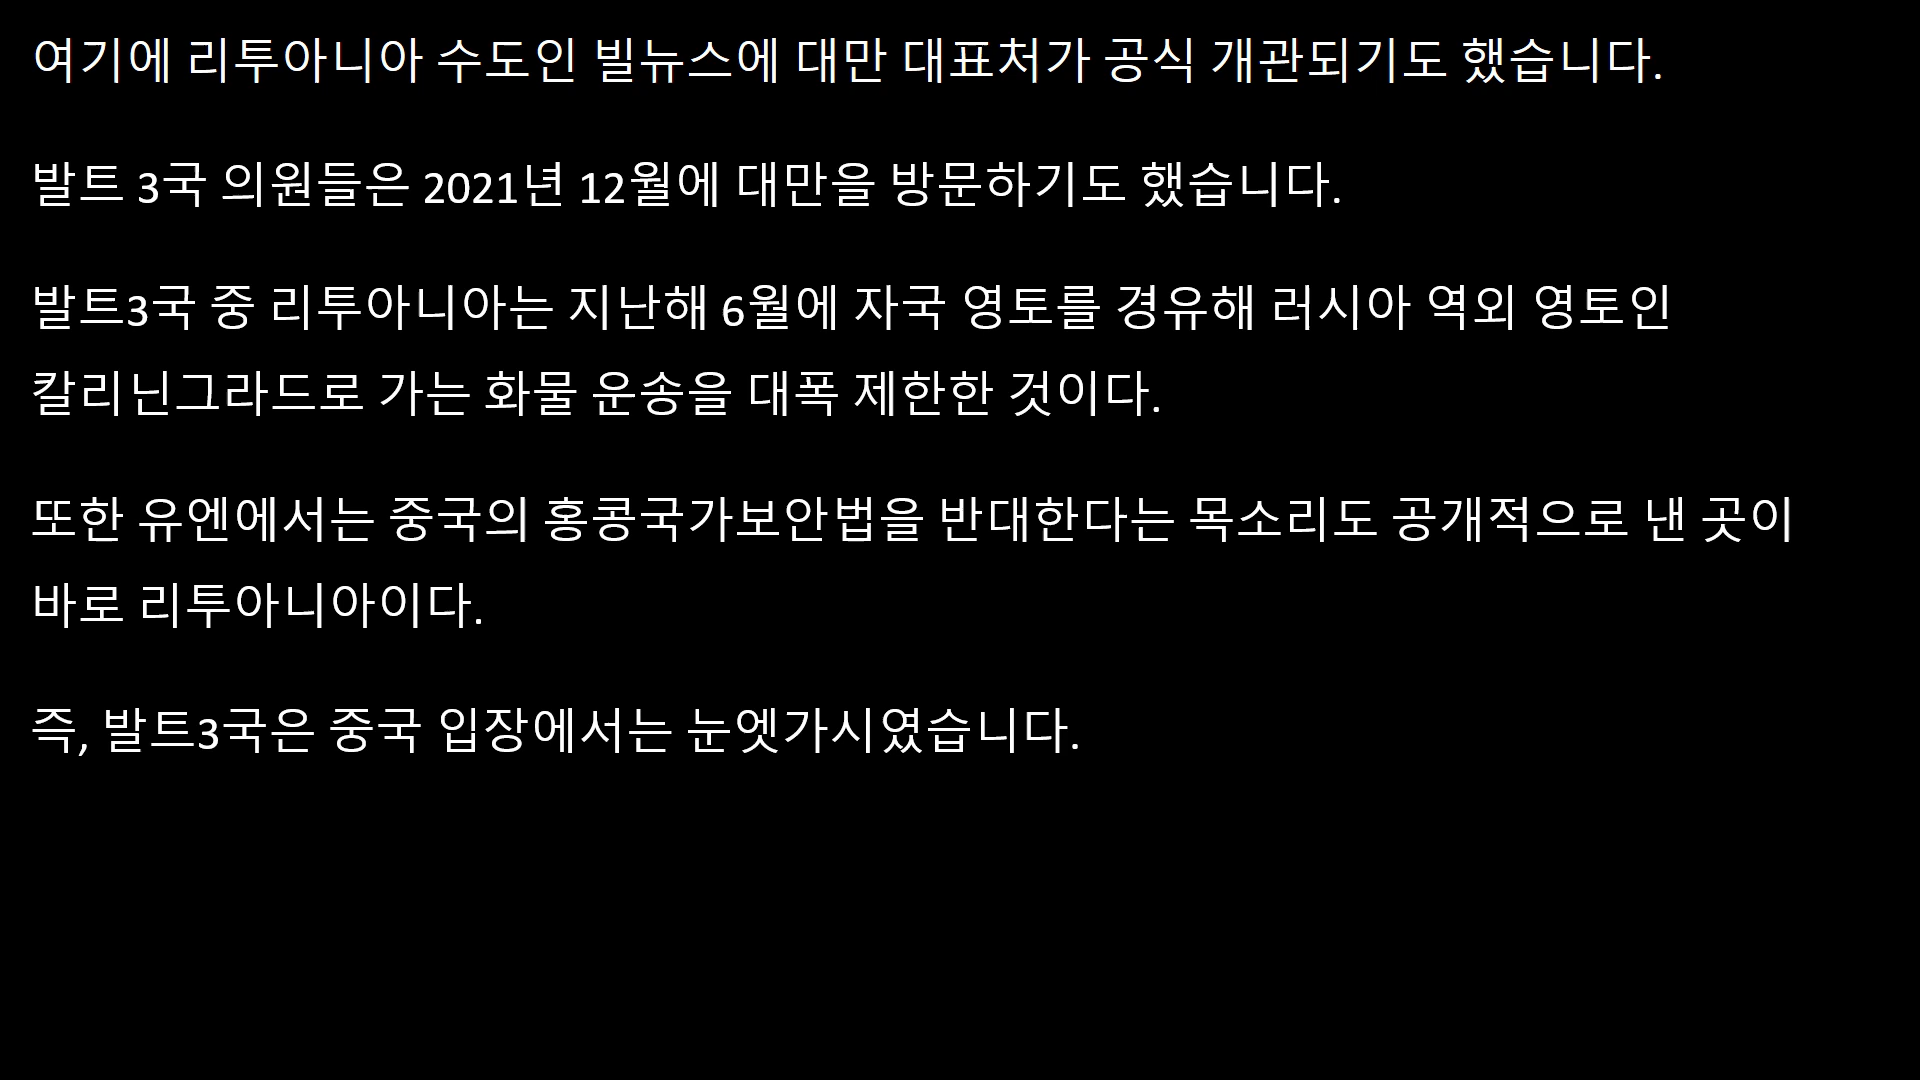 여기에 리투아니아 수도인 빌뉴스에 대만 대표처가 공식 개관되기도 했습니다.
발트 3국 의원들은 2021년 12월에 대만을 방문하기도 했습니다.
발트3국 중 리투아니아는 지난해 6월에 자국 영토를 경유해 러시아 역외 영토인
칼리닌그라드로 가는 화물 운송을 대폭 제한한 것이다.
또한 유엔에서는 중국의 홍콩국가보안법을 반대한다는 목소리도 공개적으로 낸 곳이
바로 리투아니아이다.
즉, 발트3국은 중국 입장에서는 눈엣가시였습니다.